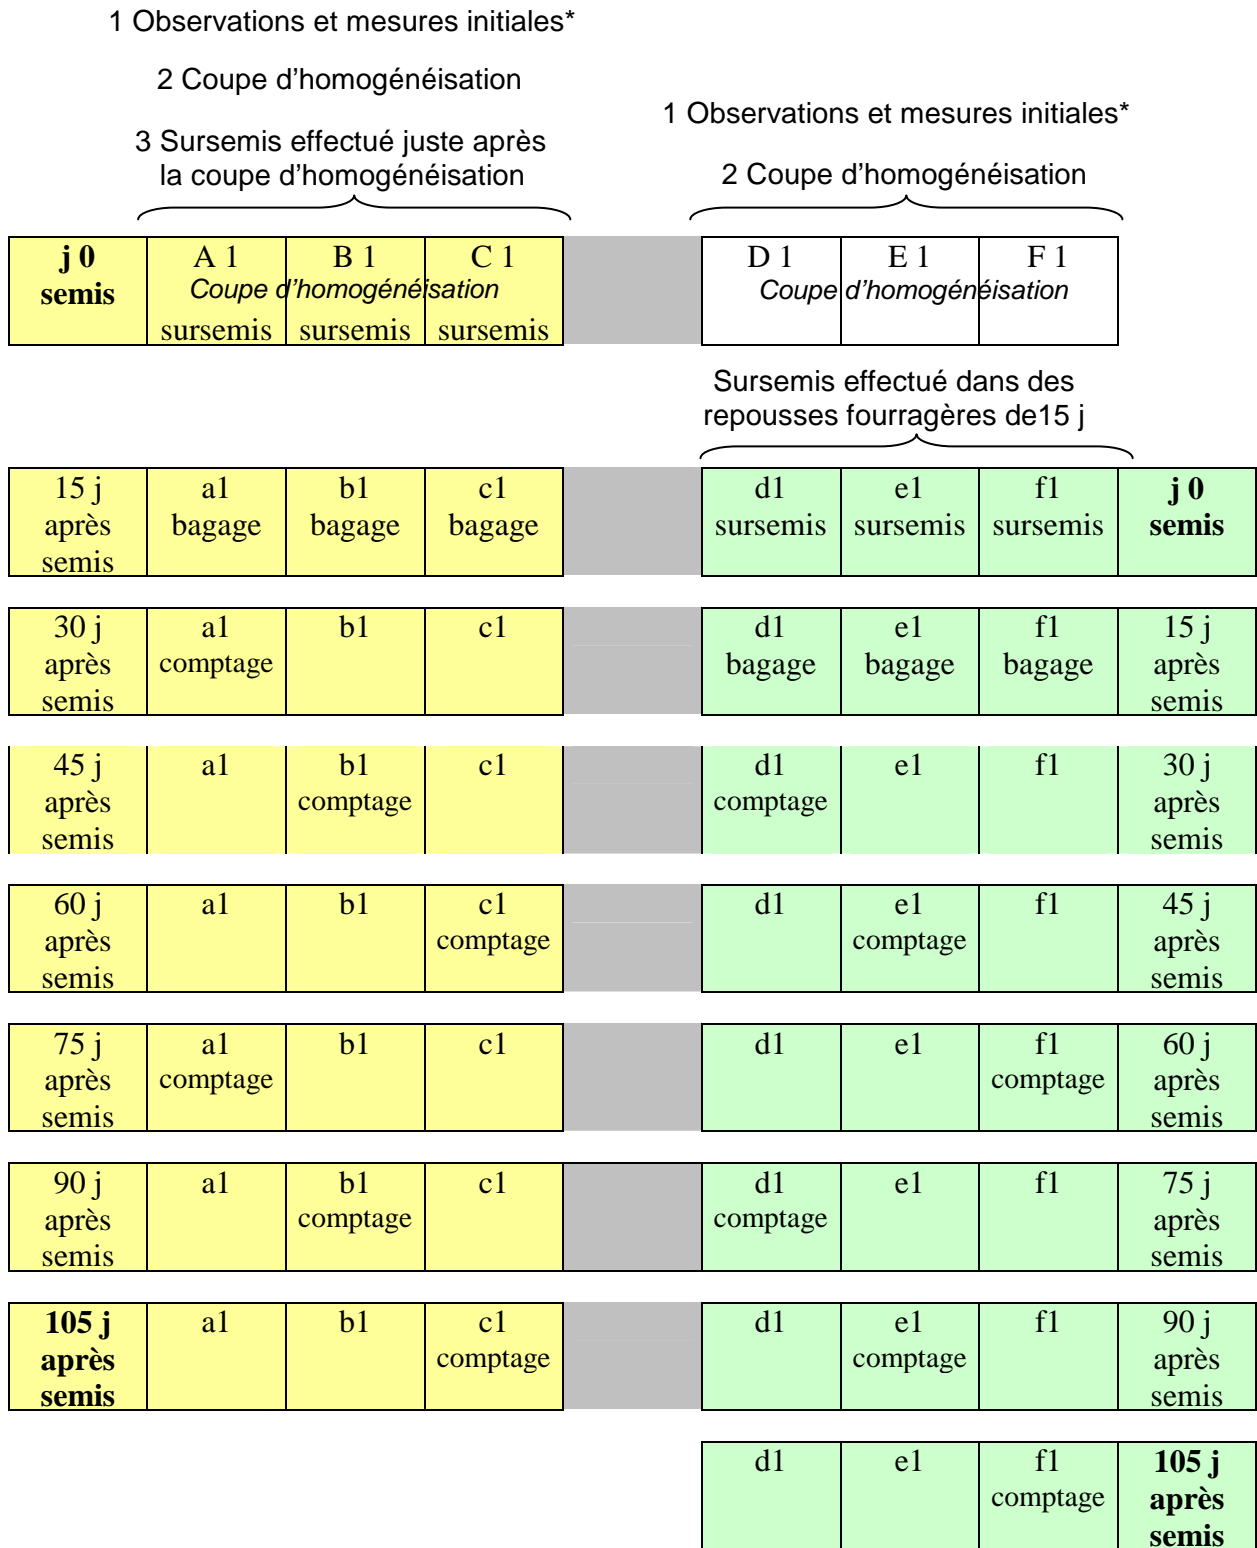 1 Observations et mesures initiales*
2 Coupe d'homogénéisation
3 Sursemis effectué juste après
la coupe d'homogénéisation
1 Observations et mesures initiales*
2 Coupe d'homogénéisation
j 0 A 1 B 1 C 1 D 1 E 1 F 1
semis Coupe d'homogénéisation Coupe d'homogénéisation
sursemis sursemis sursemis
Sursemis effectué dans des
repousses fourragères de15 j
15 j a1 b1 c1 d1 e1 f1 j 0
après bagage bagage bagage sursemis sursemis sursemis semis
semis
30 j a1 b1 c1 d1 e1 f1 15 j
après comptage bagage bagage bagage après
semis semis
45 j a1 b1 c1 d1 e1 f1 30 j
après comptage comptage après
semis semis
60 j a1 b1 c1 d1 e1 f1 45 j
après comptage comptage après
semis semis
75 j a1 b1 c1 d1 e1 f1 60 j
après comptage comptage après
semis semis
90 j a1 b1 c1 d1 e1 f1 75 j
après comptage comptage après
semis semis
105 j a1 b1 c1 d1 e1 f1 90 j
après comptage comptage après
semis semis
d1 e1 f1 105 j
comptage après
semis